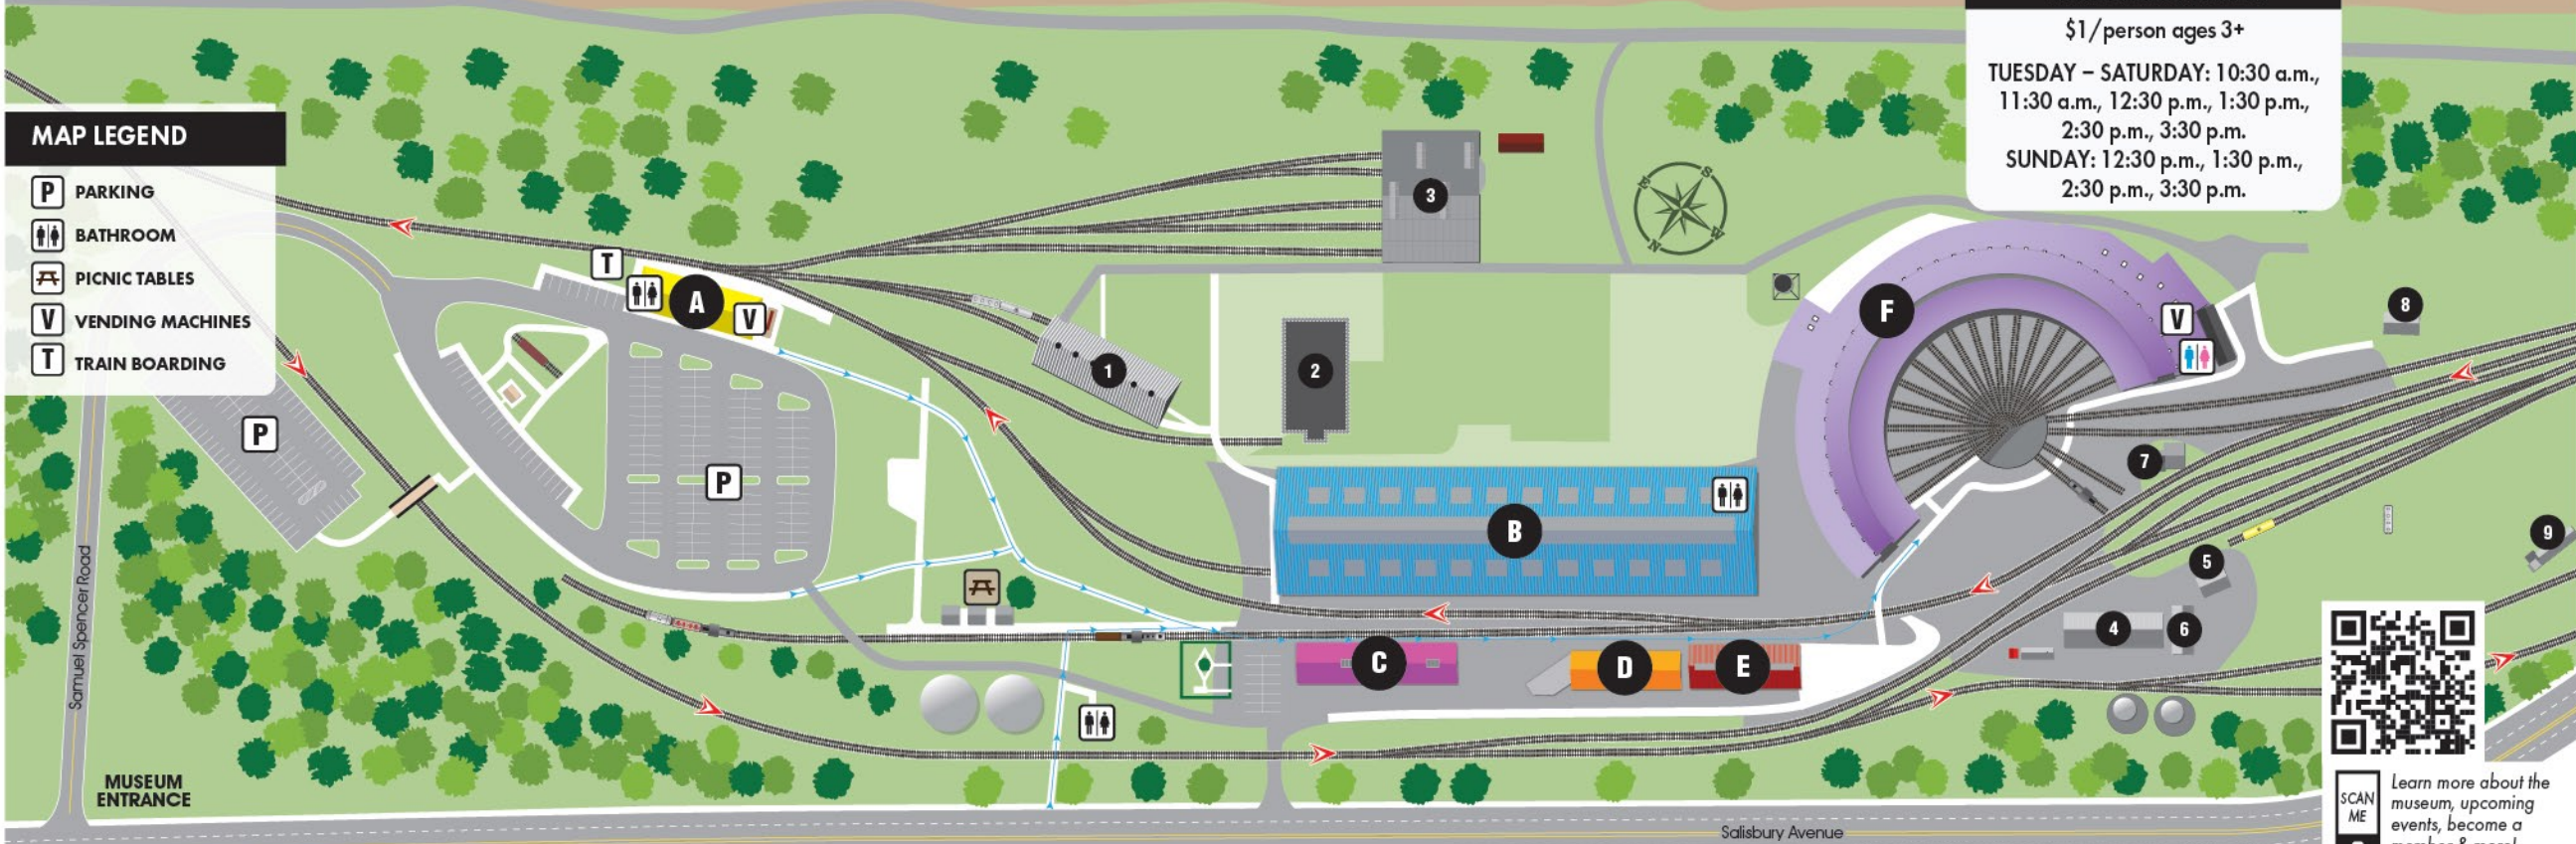 $1/person ages 3+
TUESDAY – SATURDAY: 10:30 a.m.,
11:30 a.m., 12:30 p.m., 1:30 p.m.,
2:30 p.m., 3:30 p.m.
SUNDAY: 12:30 p.m., 1:30 p.m.,
2:30 p.m., 3:30 p.m.
MAP LEGEND
P PARKING
BATHROOM
PICNIC TABLES
V VENDING MACHINES
T TRAIN BOARDING
T
A
V
P
P
1
2
3
E
S
N
W
F
V
8
7
B
5
9
4
6
C
D
E
Samuel Spencer Road
MUSEUM
ENTRANCE
Salisbury Avenue
SCAN
ME
Learn more about the
museum, upcoming
events, become a
member & more!